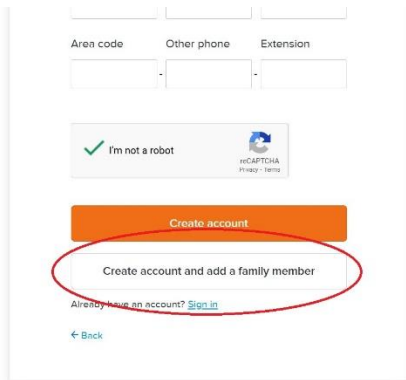 Area code Other phone Extension
- -
I'm not a robot
reCAPTCHA
Privacy - Terms
Create account
Create account and add a family member
Already have an account? Sign in
← Back